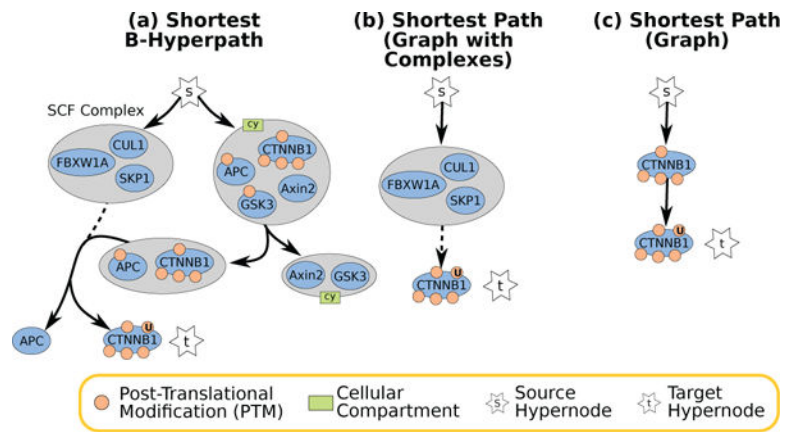 (a) Shortest
B-Hyperpath
(b) Shortest Path
(Graph with
Complexes)
(c) Shortest Path
(Graph)
s
SCF Complex
CUL1
FBXW1A
SKP1
cy
CTNNB1
APC
Axin2
GSK3
APC
CTNNB1
Axin2
GSK3
cy
APC
U
CTNNB1
t
s
CUL1
FBXW1A
SKP1
U
CTNNB1
t
s
CTNNB1
U
CTNNB1
t
Post-Translational
Modification (PTM)
Cellular
Compartment
s
Source
Hypernode
t
Target
Hypernode